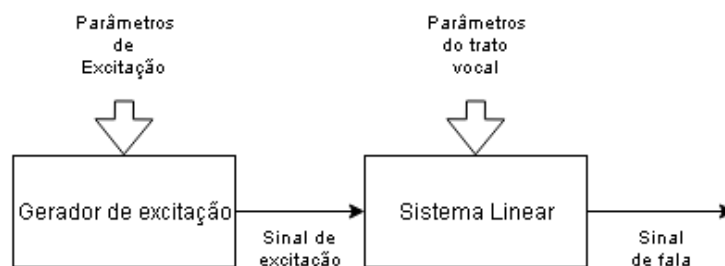 Parâmetros
de
Excitação
Parâmetros
do trato
vocal
Gerador de excitação
Sistema Linear
Sinal de
excitação
Sinal
de fala